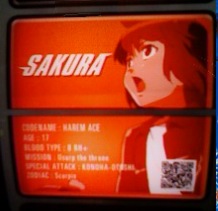 SAKURA
CODENAME : HAREM ACE
AGE : 17
BLOOD TYPE : B RH+
MISSION : Usurp the throne
SPECIAL ATTACK : KONOHA-OTOSHI
ZODIAC : Scorpio